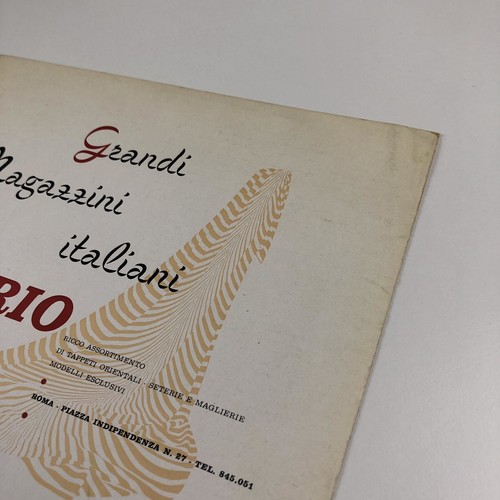 Grandi
Magazzini
italiani
RIO
RICCO ASSORTIMENTO
DI TAPPETI ORIENTALI · SETERIE E MAGLIERIE
MODELLI ESCLUSIVI
ROMA · PIAZZA INDIPENDENZA N. 27 · TEL. 845.051